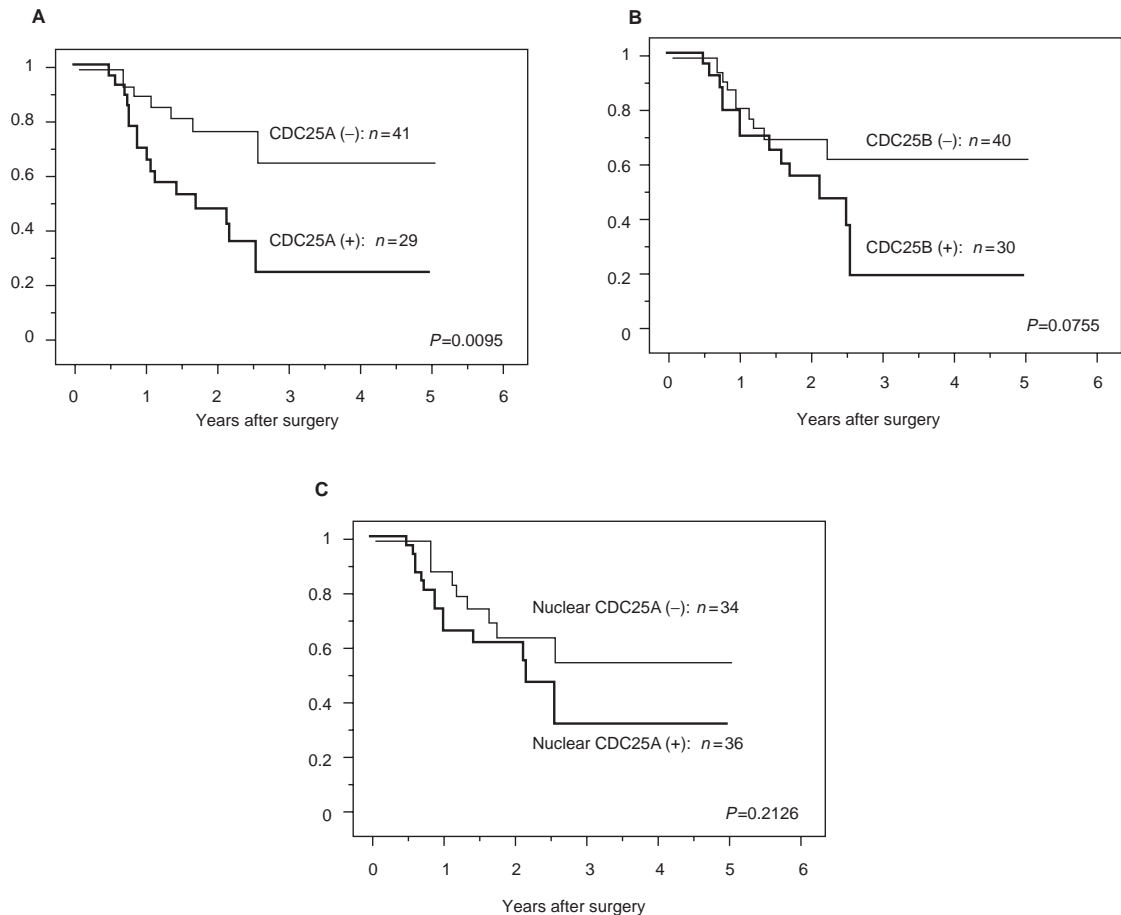 A
1
0.8
0.6
0.4
0.2
0
CDC25A (–): n=41
CDC25A (+): n=29
P=0.0095
0 1 2 3 4 5 6
Years after surgery
B
1
0.8
0.6
0.4
0.2
0
CDC25B (–): n=40
CDC25B (+): n=30
P=0.0755
0 1 2 3 4 5 6
Years after surgery
C
1
0.8
0.6
0.4
0.2
0
Nuclear CDC25A (–): n=34
Nuclear CDC25A (+): n=36
P=0.2126
0 1 2 3 4 5 6
Years after surgery